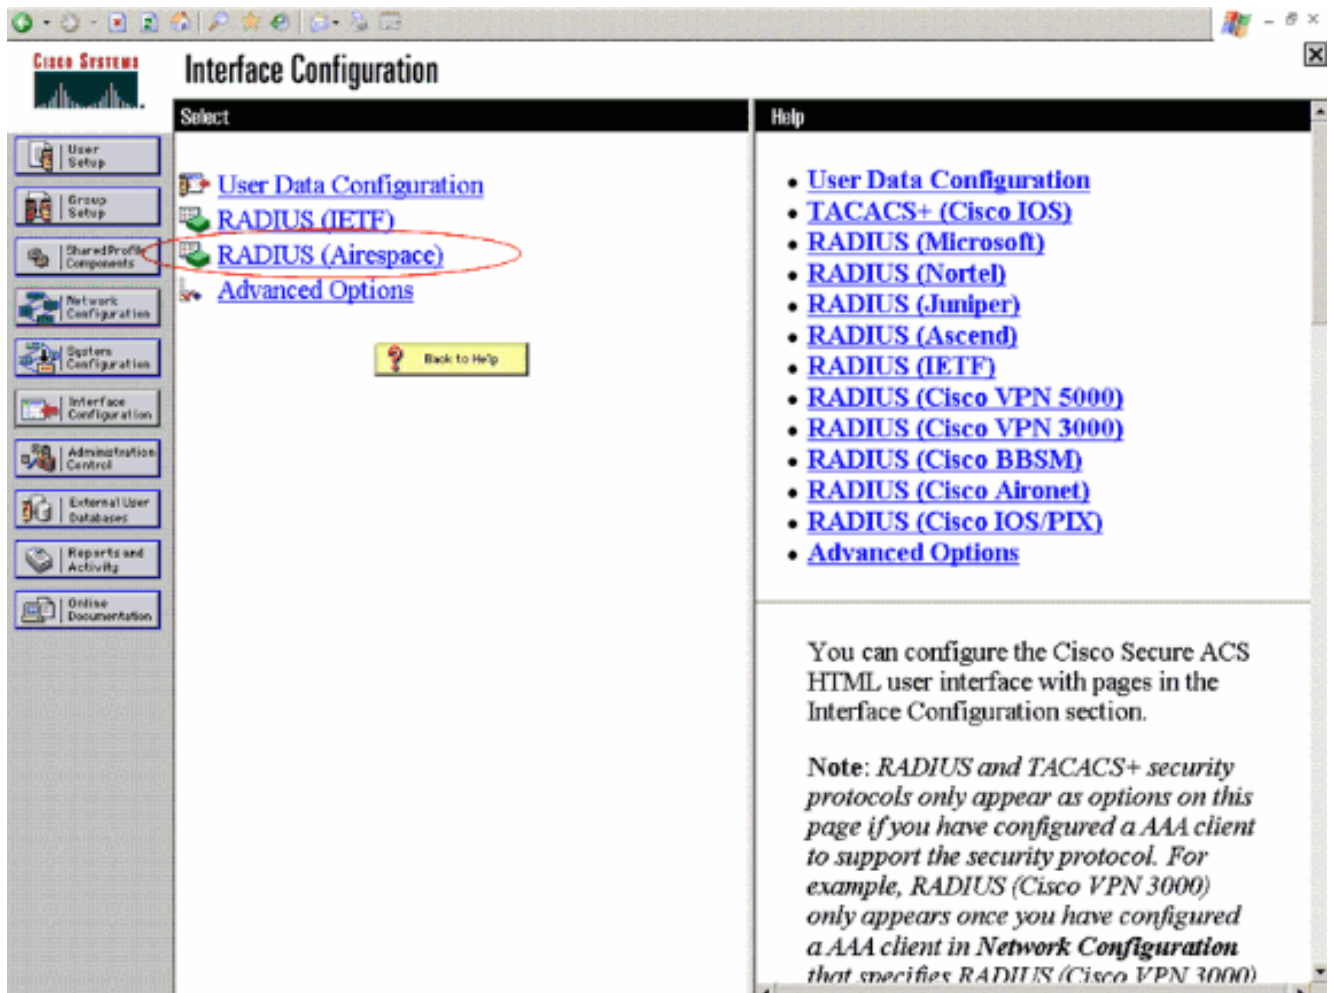 CISCO SYSTEMS
Interface Configuration
Select
Help
User
Setup
Group
Setup
Shared Profile
Components
Network
Configuration
System
Configuration
Interface
Configuration
Administration
Control
External User
Databases
Reports and
Activity
Online
Documentation
User Data Configuration
RADIUS (IETF)
RADIUS (Airespace)
Advanced Options
Back to Help
• User Data Configuration
• TACACS+ (Cisco IOS)
• RADIUS (Microsoft)
• RADIUS (Nortel)
• RADIUS (Juniper)
• RADIUS (Ascend)
• RADIUS (IETF)
• RADIUS (Cisco VPN 5000)
• RADIUS (Cisco VPN 3000)
• RADIUS (Cisco BBSM)
• RADIUS (Cisco Aironet)
• RADIUS (Cisco IOS/PIX)
• Advanced Options
You can configure the Cisco Secure ACS
HTML user interface with pages in the
Interface Configuration section.
Note: RADIUS and TACACS+ security
protocols only appear as options on this
page if you have configured a AAA client
to support the security protocol. For
example, RADIUS (Cisco VPN 3000)
only appears once you have configured
a AAA client in Network Configuration
that specifies RADIUS (Cisco VPN 3000)